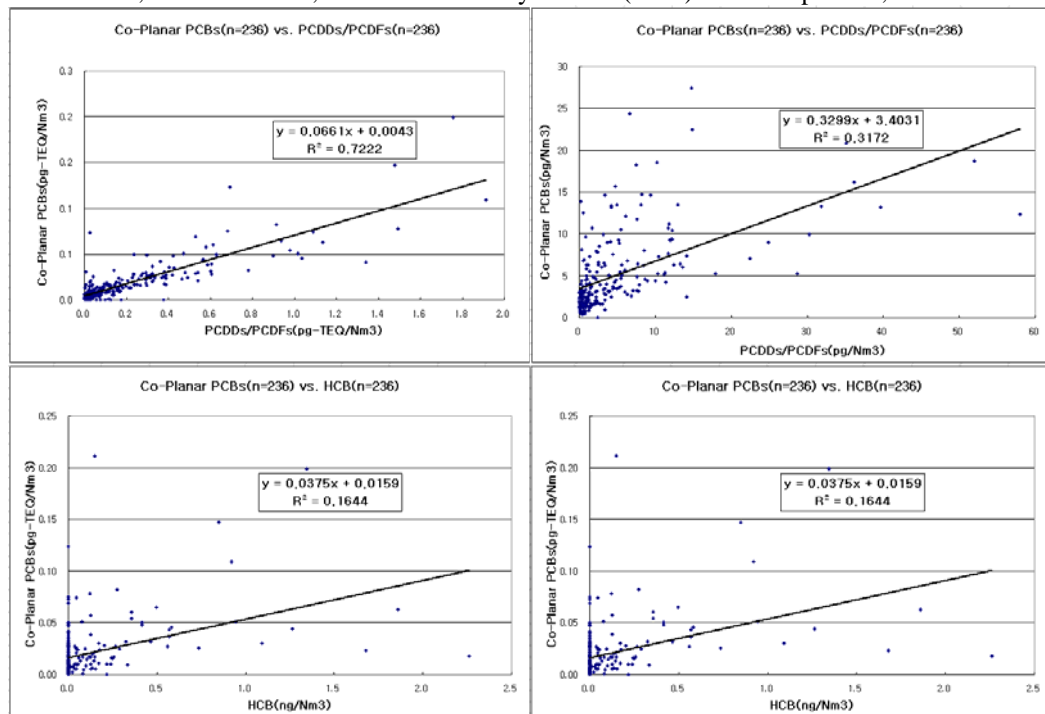 Co-Planar PCBs(n=236) vs. PCDDs/PCDFs(n=236)
0.3
0.2
0.2
0.1
0.1
0.0
Co-Planar PCBs(pg-TEQ/Nm3)
y = 0,0661x + 0,0043
R² = 0,7222
0.0 0.2 0.4 0.6 0.8 1.0 1.2 1.4 1.6 1.8 2.0
PCDDs/PCDFs(pg-TEQ/Nm3)
Co-Planar PCBs(n=236) vs. PCDDs/PCDFs(n=236)
30
25
20
15
10
5
0
Co-Planar PCBs(pg/Nm3)
y = 0,3299x + 3,4031
R² = 0,3172
0 10 20 30 40 50 60
PCDDs/PCDFs(pg/Nm3)
Co-Planar PCBs(n=236) vs. HCB(n=236)
0.25
0.20
0.15
0.10
0.05
0.00
Co-Planar PCBs(pg-TEQ/Nm3)
y = 0,0375x + 0,0159
R² = 0,1644
0.0 0.5 1.0 1.5 2.0 2.5
HCB(ng/Nm3)
Co-Planar PCBs(n=236) vs. HCB(n=236)
0.25
0.20
0.15
0.10
0.05
0.00
Co-Planar PCBs(pg-TEQ/Nm3)
y = 0,0375x + 0,0159
R² = 0,1644
0.0 0.5 1.0 1.5 2.0 2.5
HCB(ng/Nm3)